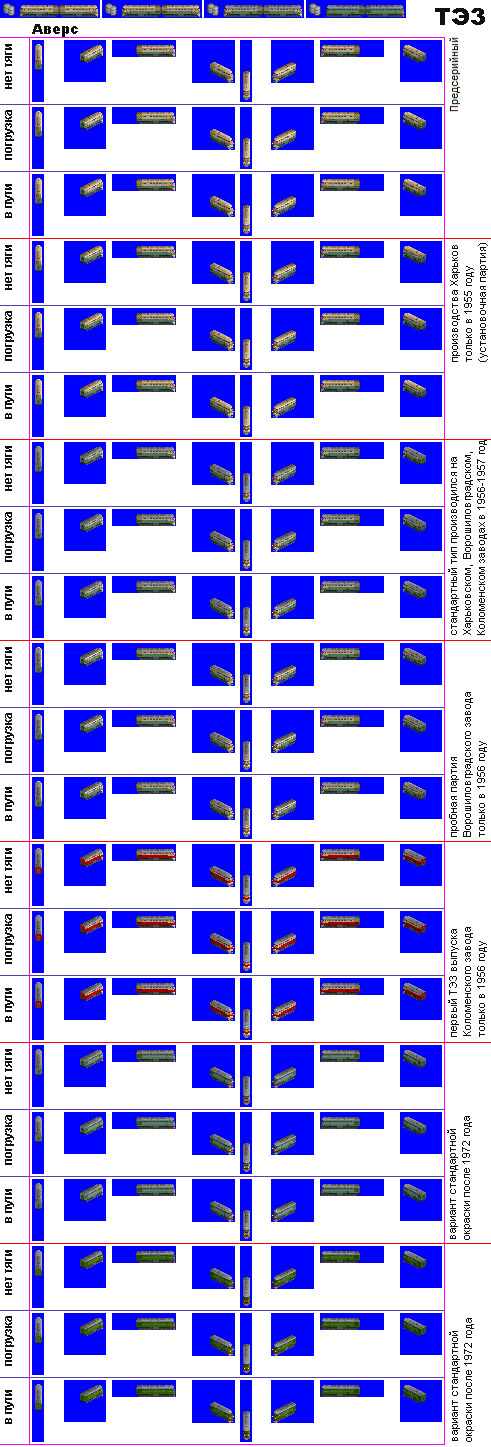 ТЭ3
Аверс
нет тяги
погрузка
в пути
Предсерийный
нет тяги
погрузка
в пути
производства Харьков
только в 1955 году
(установочная партия)
нет тяги
погрузка
в пути
стандартный тип производился на
Харьковском, Ворошиловградском,
Коломенском заводах в 1956-1957 год
нет тяги
погрузка
в пути
пробная партия
Ворошиловградского завода
только в 1956 году
нет тяги
погрузка
в пути
первый ТЭ3 выпуска
Коломенского завода
только в 1956 году
нет тяги
погрузка
в пути
вариант стандартной
окраски после 1972 года
нет тяги
погрузка
в пути
вариант стандартной
окраски после 1972 года